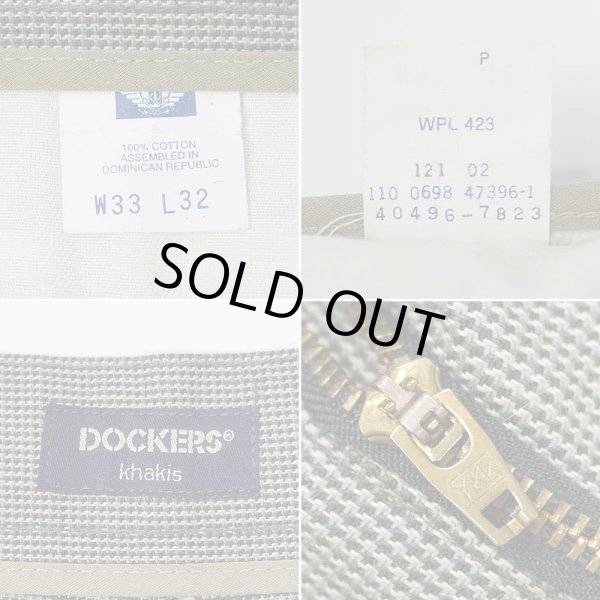 100% COTTON
ASSEMBLED IN
DOMINICAN REPUBLIC
W33 L32
P
WPL 423
121 02
110 0698 47396-1
40496-7823
SOLD OUT
DOCKERS®
khakis
YKK